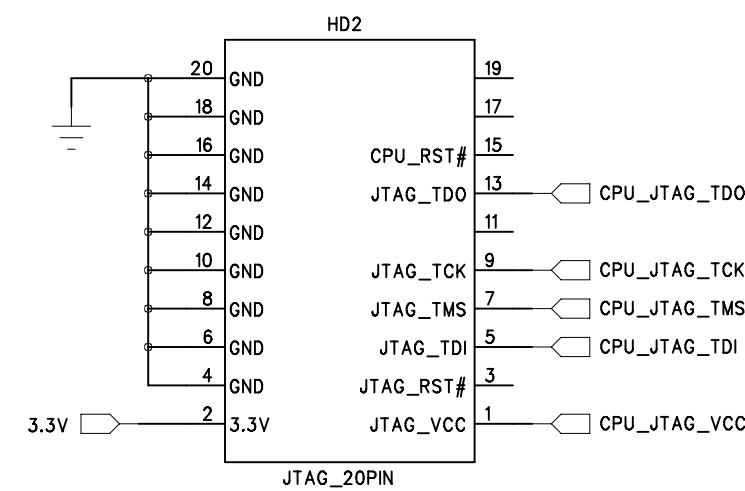 HD2
20 GND 19
18 GND 17
16 GND CPU_RST# 15
14 GND JTAG_TDO 13 CPU_JTAG_TDO
12 GND 11
10 GND JTAG_TCK 9 CPU_JTAG_TCK
8 GND JTAG_TMS 7 CPU_JTAG_TMS
6 GND JTAG_TDI 5 CPU_JTAG_TDI
4 GND JTAG_RST# 3
3.3V 2 3.3V JTAG_VCC 1 CPU_JTAG_VCC
JTAG_20PIN